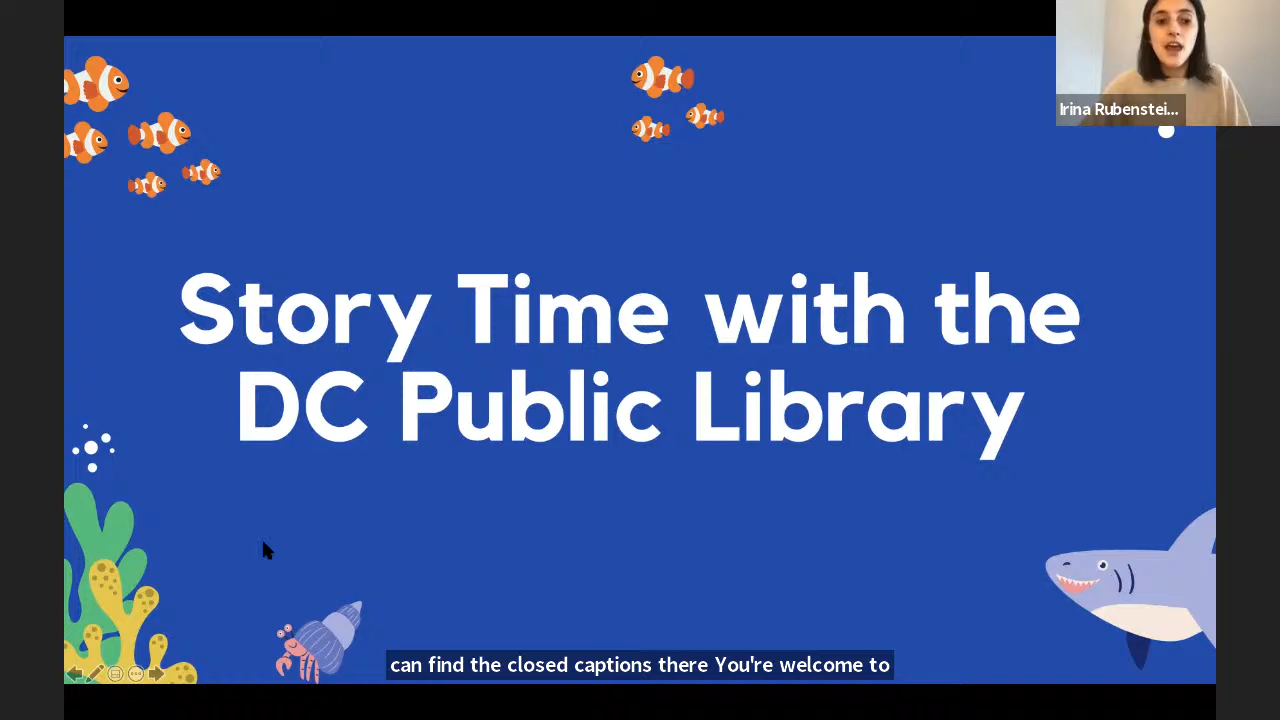 Irina Rubenstei...
Story Time with the
DC Public Library
can find the closed captions there You're welcome to